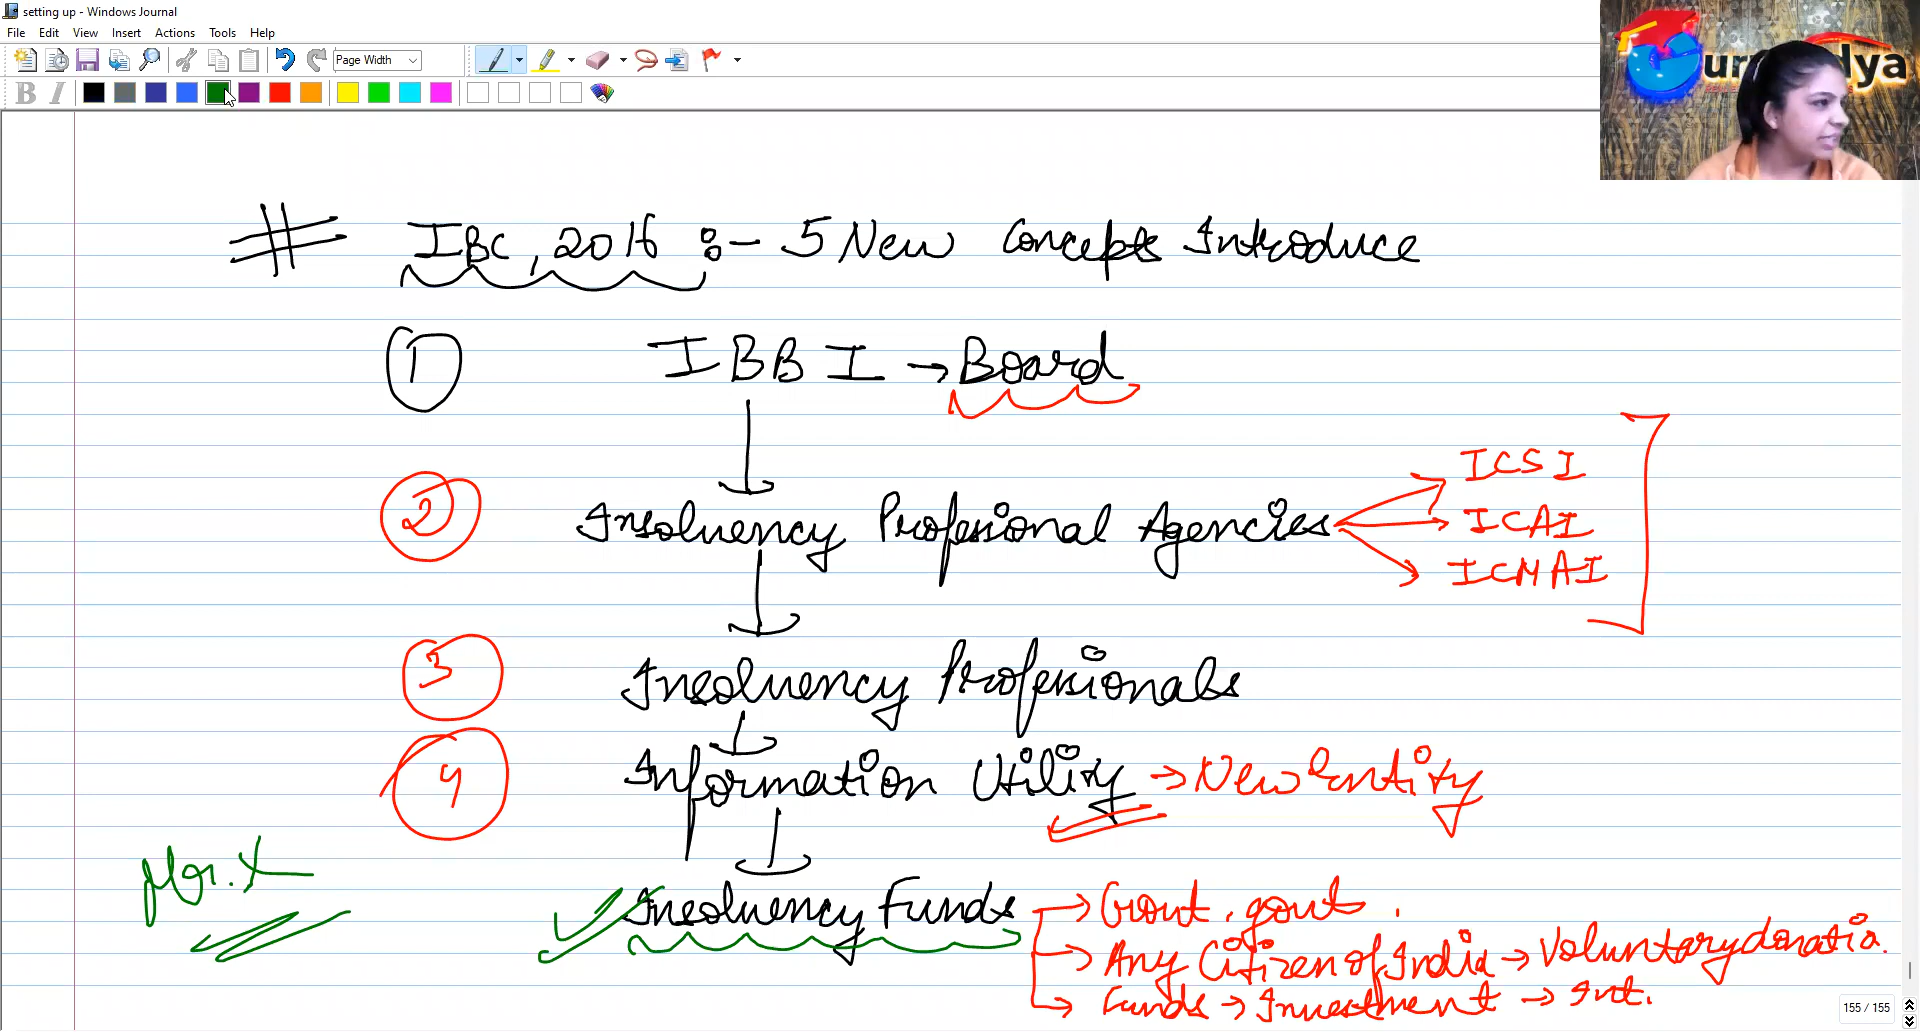 setting up - Windows Journal
File Edit View Insert Actions Tools Help
Page Width
B I
urudya
# IBC, 2016 :- 5 New Concepts Introduce
1 IBBI → Board
ICSI
2 Insolvency Professional Agencies ICAI
ICMAI
3 Insolvency Professionals
4 Information Utility → New Entity
Mr. X
Insolvency Funds → Grant. govt.
→ Any Citizen of India → Voluntary donatio.
→ Funds → Investment → Int.
155 / 155